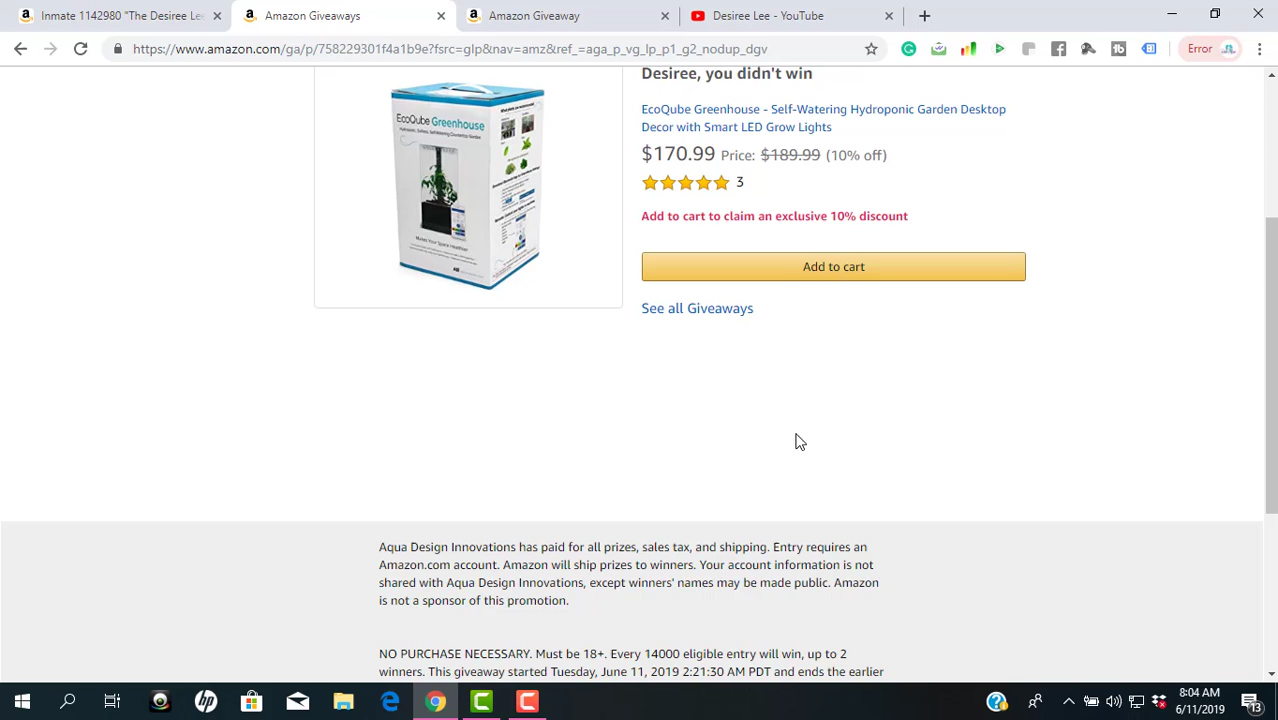 Inmate 1142980 "The Desiree Le
Amazon Giveaways
Amazon Giveaway
Desiree Lee - YouTube
https://www.amazon.com/ga/p/758229301f4a1b9e?fsrc=glp&nav=amz&ref_=aga_p_vg_lp_p1_g2_nodup_dgv
Error
EcoQube Greenhouse
Makes Your Space Healthier
Desiree, you didn't win
EcoQube Greenhouse - Self-Watering Hydroponic Garden Desktop
Decor with Smart LED Grow Lights
$170.99 Price: $189.99 (10% off)
3
Add to cart to claim an exclusive 10% discount
Add to cart
See all Giveaways
Aqua Design Innovations has paid for all prizes, sales tax, and shipping. Entry requires an
Amazon.com account. Amazon will ship prizes to winners. Your account information is not
shared with Aqua Design Innovations, except winners' names may be made public. Amazon
is not a sponsor of this promotion.
NO PURCHASE NECESSARY. Must be 18+. Every 14000 eligible entry will win, up to 2
winners. This giveaway started Tuesday, June 11, 2019 2:21:30 AM PDT and ends the earlier
8:04 AM
6/11/2019
13